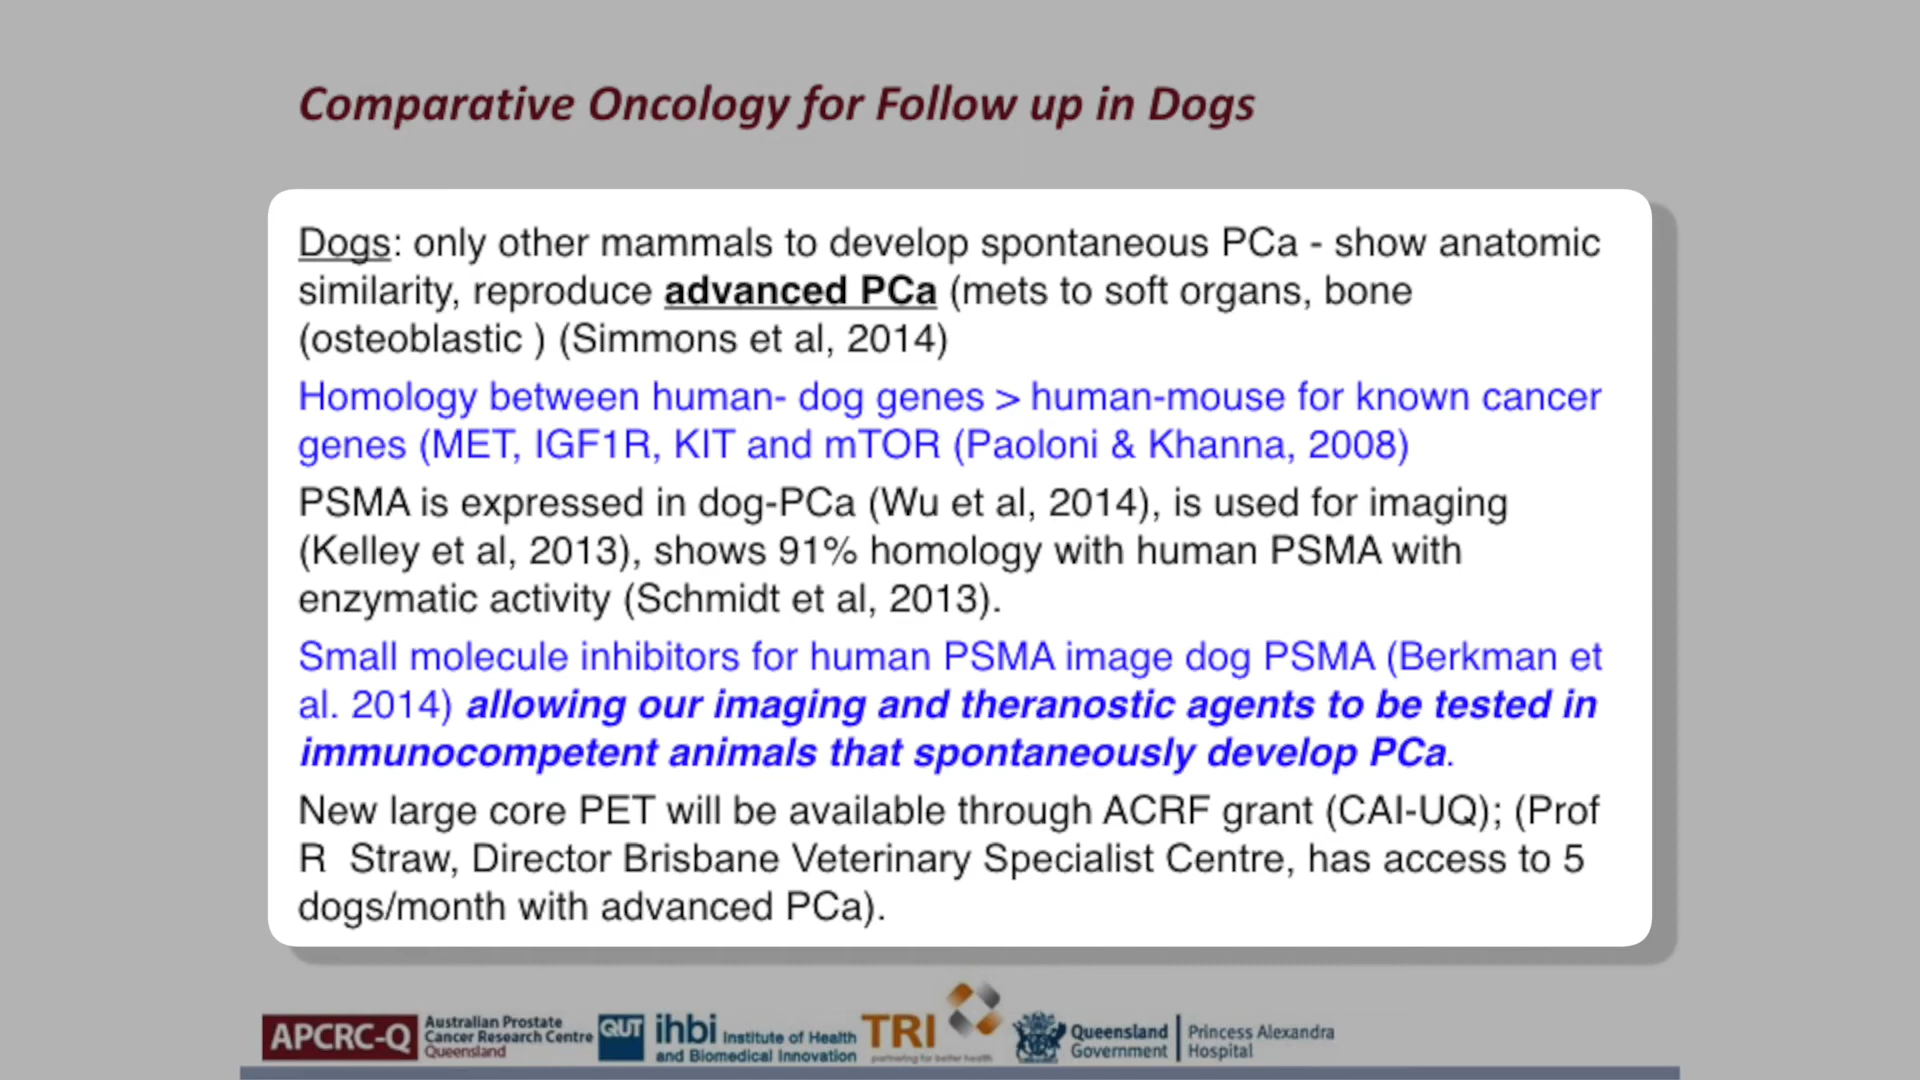 Comparative Oncology for Follow up in Dogs
Dogs: only other mammals to develop spontaneous PCa - show anatomic
similarity, reproduce advanced PCa (mets to soft organs, bone
(osteoblastic ) (Simmons et al, 2014)
Homology between human- dog genes > human-mouse for known cancer
genes (MET, IGF1R, KIT and mTOR (Paoloni & Khanna, 2008)
PSMA is expressed in dog-PCa (Wu et al, 2014), is used for imaging
(Kelley et al, 2013), shows 91% homology with human PSMA with
enzymatic activity (Schmidt et al, 2013).
Small molecule inhibitors for human PSMA image dog PSMA (Berkman et
al. 2014) allowing our imaging and theranostic agents to be tested in
immunocompetent animals that spontaneously develop PCa.
New large core PET will be available through ACRF grant (CAI-UQ); (Prof
R Straw, Director Brisbane Veterinary Specialist Centre, has access to 5
dogs/month with advanced PCa).
APCRC-Q
Australian Prostate
Cancer Research Centre
Queensland
QUT
ihbi Institute of Health
and Biomedical Innovation
TRI
partnering for better health
Queensland
Government
Princess Alexandra
Hospital